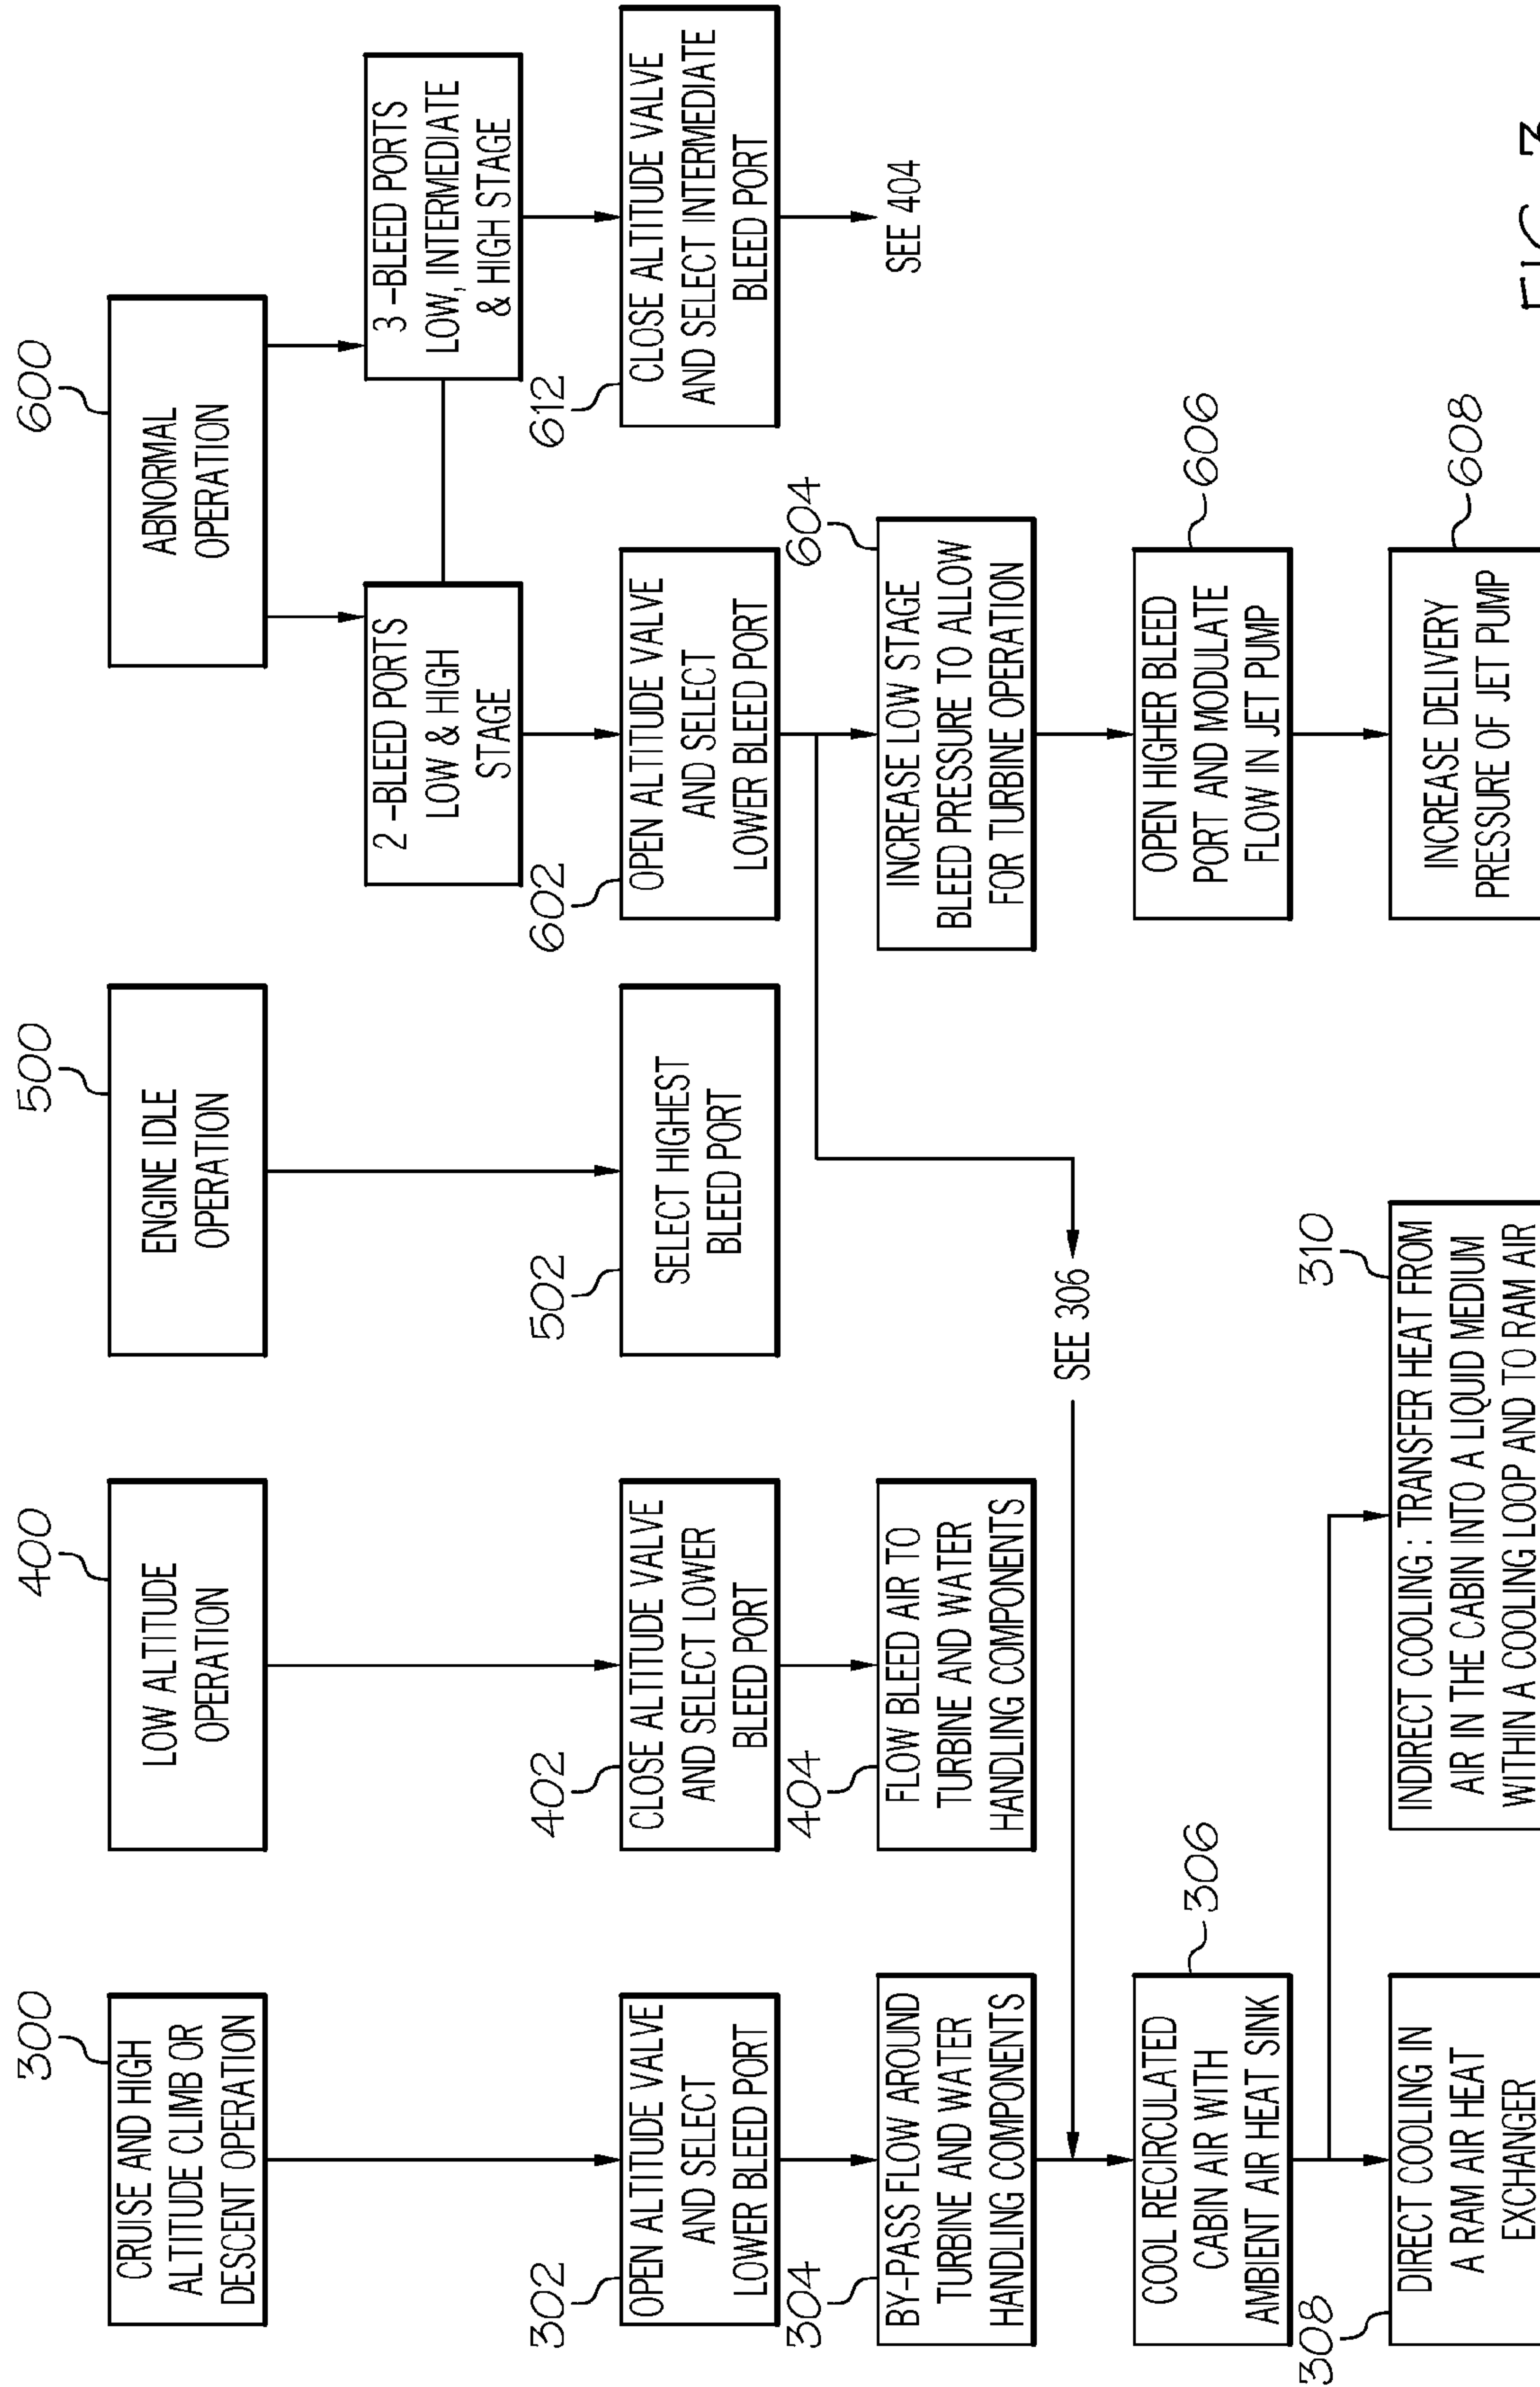 300
CRUISE AND HIGH
ALTITUDE CLIMB OR
DESCENT OPERATION
400
LOW ALTITUDE
OPERATION
500
ENGINE IDLE
OPERATION
600
ABNORMAL
OPERATION
2 -BLEED PORTS
LOW & HIGH
STAGE
3 -BLEED PORTS
LOW, INTERMEDIATE
& HIGH STAGE
302
OPEN ALTITUDE VALVE
AND SELECT
LOWER BLEED PORT
402
CLOSE ALTITUDE VALVE
AND SELECT LOWER
BLEED PORT
502
SELECT HIGHEST
BLEED PORT
602
OPEN ALTITUDE VALVE
AND SELECT
LOWER BLEED PORT
612
CLOSE ALTITUDE VALVE
AND SELECT INTERMEDIATE
BLEED PORT
304
BY-PASS FLOW AROUND
TURBINE AND WATER
HANDLING COMPONENTS
404
FLOW BLEED AIR TO
TURBINE AND WATER
HANDLING COMPONENTS
604
INCREASE LOW STAGE
BLEED PRESSURE TO ALLOW
FOR TURBINE OPERATION
SEE 404
SEE 306
306
COOL RECIRCULATED
CABIN AIR WITH
AMBIENT AIR HEAT SINK
606
OPEN HIGHER BLEED
PORT AND MODULATE
FLOW IN JET PUMP
308
DIRECT COOLING IN
A RAM AIR HEAT
EXCHANGER
310
INDIRECT COOLING : TRANSFER HEAT FROM
AIR IN THE CABIN INTO A LIQUID MEDIUM
WITHIN A COOLING LOOP AND TO RAM AIR
608
INCREASE DELIVERY
PRESSURE OF JET PUMP
FIG. 3